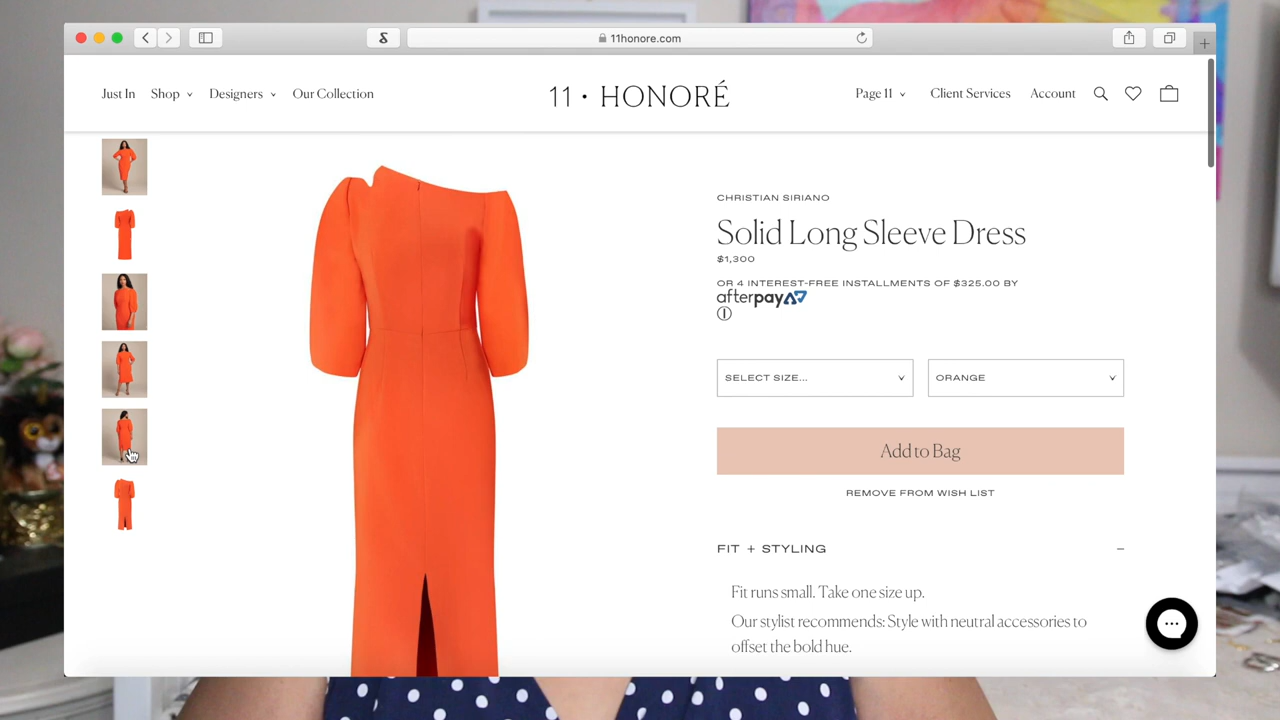 11honore.com
Just In Shop Designers Our Collection 11 • HONORÉ Page 11 Client Services Account
CHRISTIAN SIRIANO
Solid Long Sleeve Dress
$1,300
OR 4 INTEREST-FREE INSTALLMENTS OF $325.00 BY
afterpay
SELECT SIZE... ORANGE
Add to Bag
REMOVE FROM WISH LIST
FIT + STYLING
Fit runs small. Take one size up.
Our stylist recommends: Style with neutral accessories to
offset the bold hue.